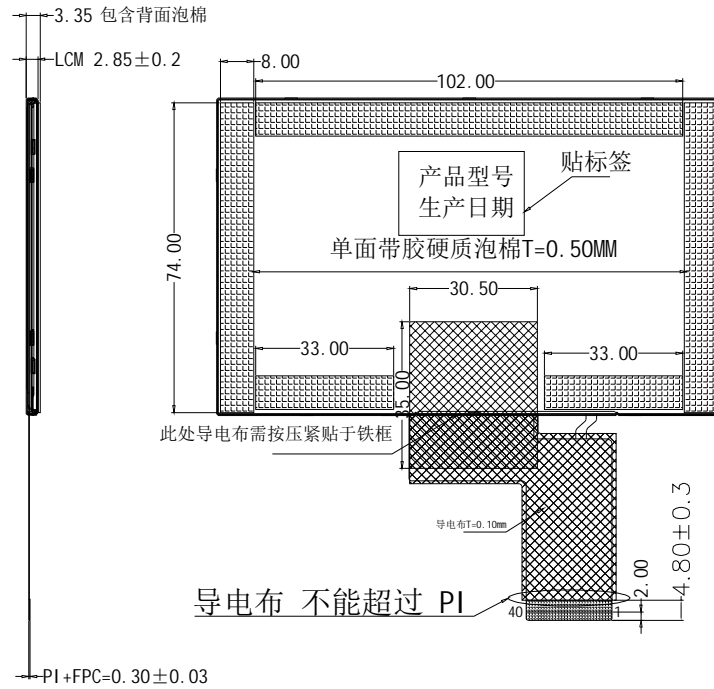 3.35 包含背面泡棉
LCM 2.85±0.2
8.00
102.00
产品型号
生产日期
贴标签
单面带胶硬质泡棉T=0.50MM
74.00
30.50
33.00
33.00
35.00
此处导电布需按压紧贴于铁框
导电布T=0.10mm
4.80±0.3
2.00
导电布 不能超过 PI
40
1
PI+FPC=0.30±0.03